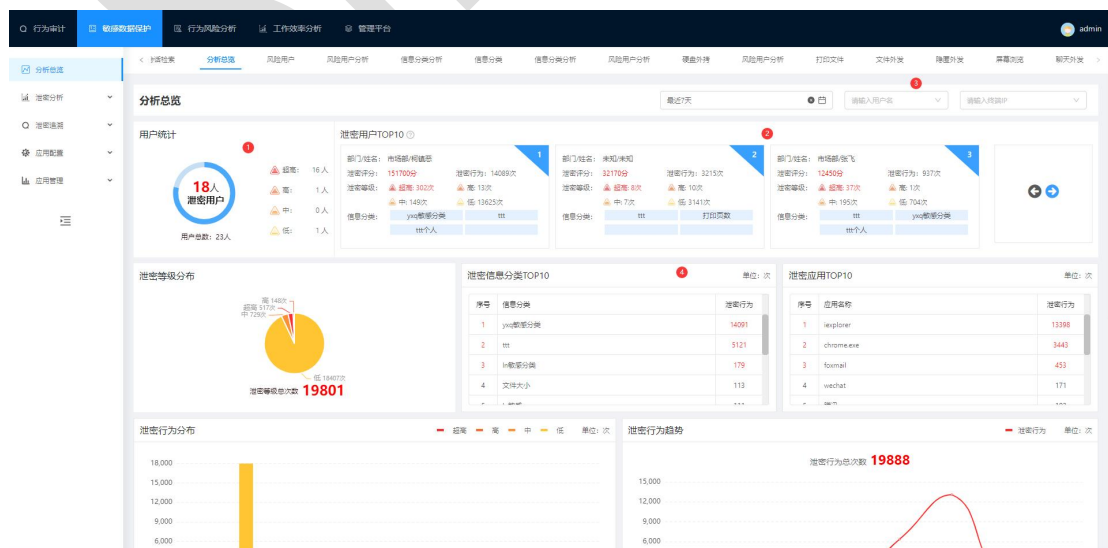 行为审计 敏感数据保护 行为风险分析 工作效率分析 管理平台 admin
分析总览
泄密分析
泄密追溯
应用配置
应用管理
分析总览 风险用户 风险用户分析 信息分类分析 信息分类 信息分类分析 风险用户分析 硬盘外拷 风险用户分析 打印文件 文件外发 隐匿外发 屏幕浏览 聊天外发
分析总览 最近7天 请输入用户名 请输入终端IP
3
用户统计
1
18人
泄密用户
用户总数: 23人
超高: 16人
高: 1人
中: 0人
低: 1人
泄密用户TOP10
2
部门/姓名: 市场部/柯镇恶 1
泄密评分: 151700分 泄密行为: 14089次
泄密等级: 超高: 302次 高: 13次
中: 149次 低: 13625次
信息分类: yxq敏感分类 ttt
ttt个人
部门/姓名: 未知/未知 2
泄密评分: 32170分 泄密行为: 3215次
泄密等级: 超高: 8次 高: 10次
中: 7次 低: 3141次
信息分类: ttt 打印页数
部门/姓名: 市场部/张飞 3
泄密评分: 12450分 泄密行为: 937次
泄密等级: 超高: 37次 高: 1次
中: 195次 低: 704次
信息分类: ttt yxq敏感分类
ttt个人
泄密等级分布
高 148次
超高 517次
中 729次
低 18407次
泄密等级总次数 19801
泄密信息分类TOP10 4 单位: 次
序号 信息分类 泄密行为
1 yxq敏感分类 14091
2 ttt 5121
3 ln敏感分类 179
4 文件大小 113
泄密应用TOP10 单位: 次
序号 应用名称 泄密行为
1 iexplorer 13398
2 chrome.exe 3443
3 foxmail 453
4 wechat 171
泄密行为分布 超高 高 中 低 单位: 次
18,000
15,000
12,000
9,000
6,000
泄密行为趋势 泄密行为 单位: 次
泄密行为总次数 19888
15,000
12,000
9,000
6,000